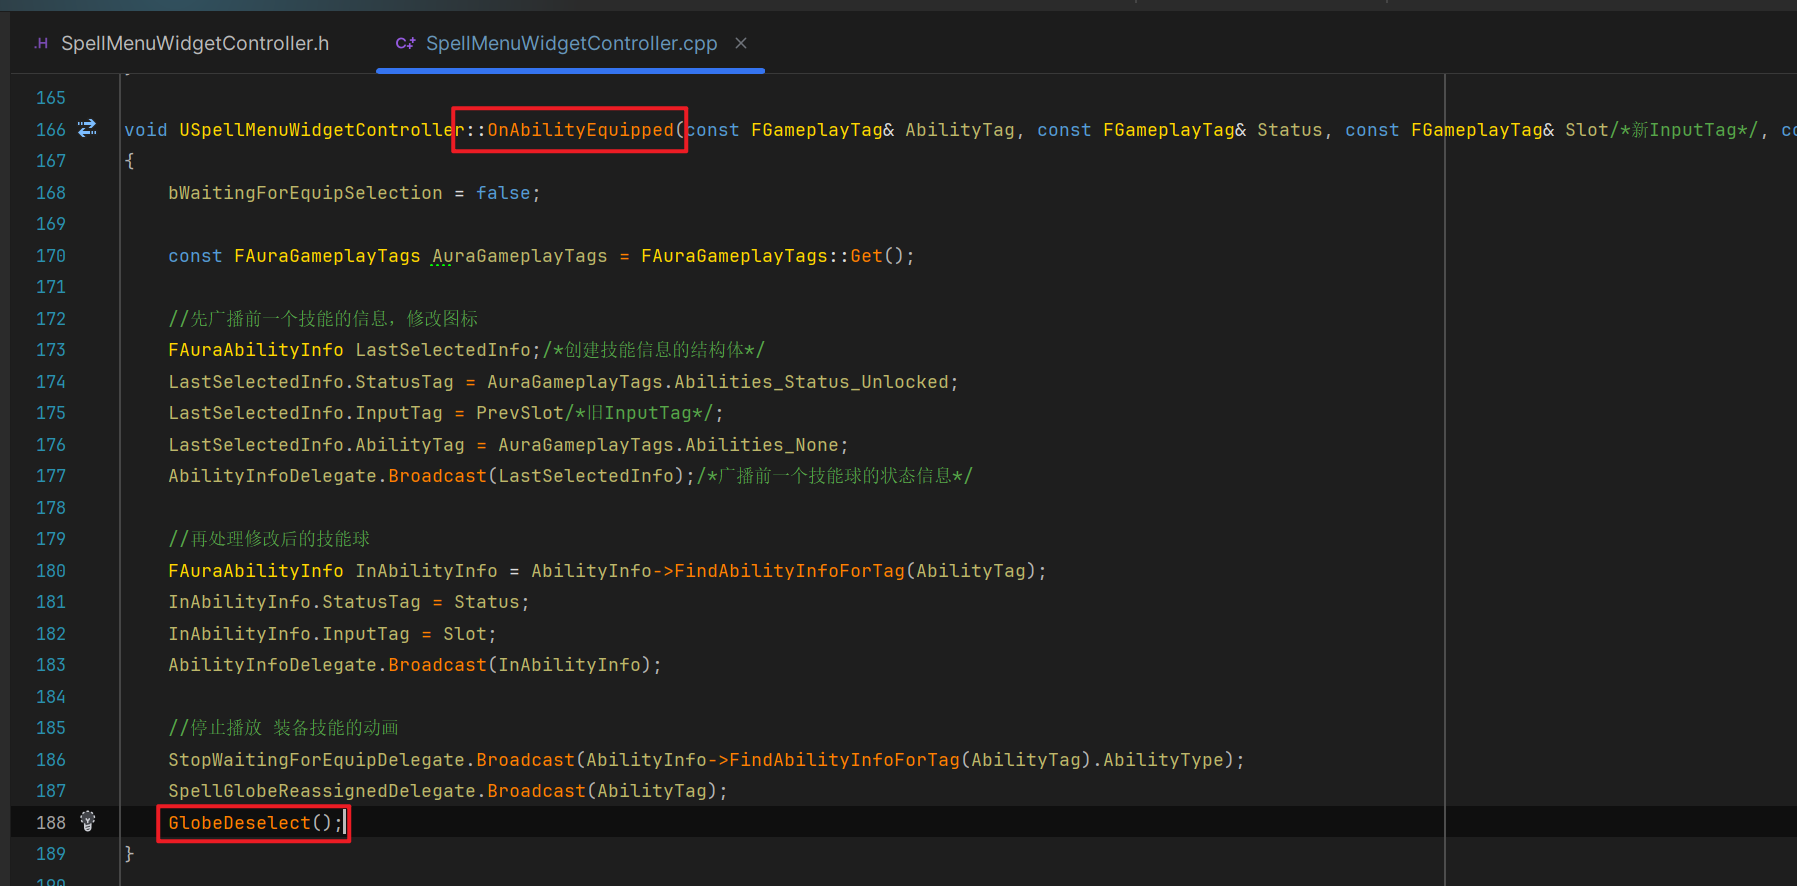 .H SpellMenuWidgetController.h C++ SpellMenuWidgetController.cpp ×
165
166 void USpellMenuWidgetController::OnAbilityEquipped(const FGameplayTag& AbilityTag, const FGameplayTag& Status, const FGameplayTag& Slot/*新InputTag*/, co
167 {
168 bWaitingForEquipSelection = false;
169
170 const FAuraGameplayTags AuraGameplayTags = FAuraGameplayTags::Get();
171
172 //先广播前一个技能的信息，修改图标
173 FAuraAbilityInfo LastSelectedInfo;/*创建技能信息的结构体*/
174 LastSelectedInfo.StatusTag = AuraGameplayTags.Abilities_Status_Unlocked;
175 LastSelectedInfo.InputTag = PrevSlot/*旧InputTag*/;
176 LastSelectedInfo.AbilityTag = AuraGameplayTags.Abilities_None;
177 AbilityInfoDelegate.Broadcast(LastSelectedInfo);/*广播前一个技能球的状态信息*/
178
179 //再处理修改后的技能球
180 FAuraAbilityInfo InAbilityInfo = AbilityInfo->FindAbilityInfoForTag(AbilityTag);
181 InAbilityInfo.StatusTag = Status;
182 InAbilityInfo.InputTag = Slot;
183 AbilityInfoDelegate.Broadcast(InAbilityInfo);
184
185 //停止播放 装备技能的动画
186 StopWaitingForEquipDelegate.Broadcast(AbilityInfo->FindAbilityInfoForTag(AbilityTag).AbilityType);
187 SpellGlobeReassignedDelegate.Broadcast(AbilityTag);
188 GlobeDeselect();
189 }
190